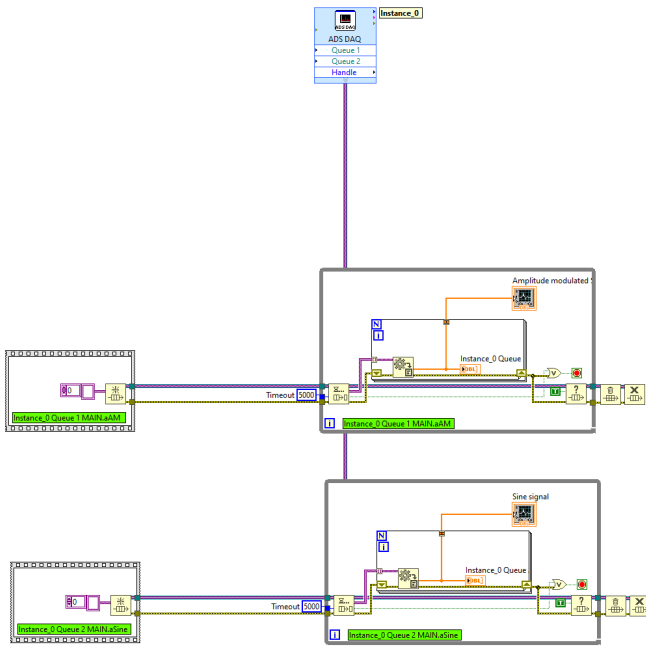 Instance_0
ADS DAQ
ADS DAQ
Queue 1
Queue 2
Handle
Amplitude modulated
N
i
Instance_0 Queue
DBL
0
Timeout 5000
T F
Instance_0 Queue 1 MAIN.aAM
i
Instance_0 Queue 1 MAIN.aAM
Sine signal
N
i
Instance_0 Queue
DBL
0
Timeout 5000
T F
Instance_0 Queue 2 MAIN.aSine
i
Instance_0 Queue 2 MAIN.aSine